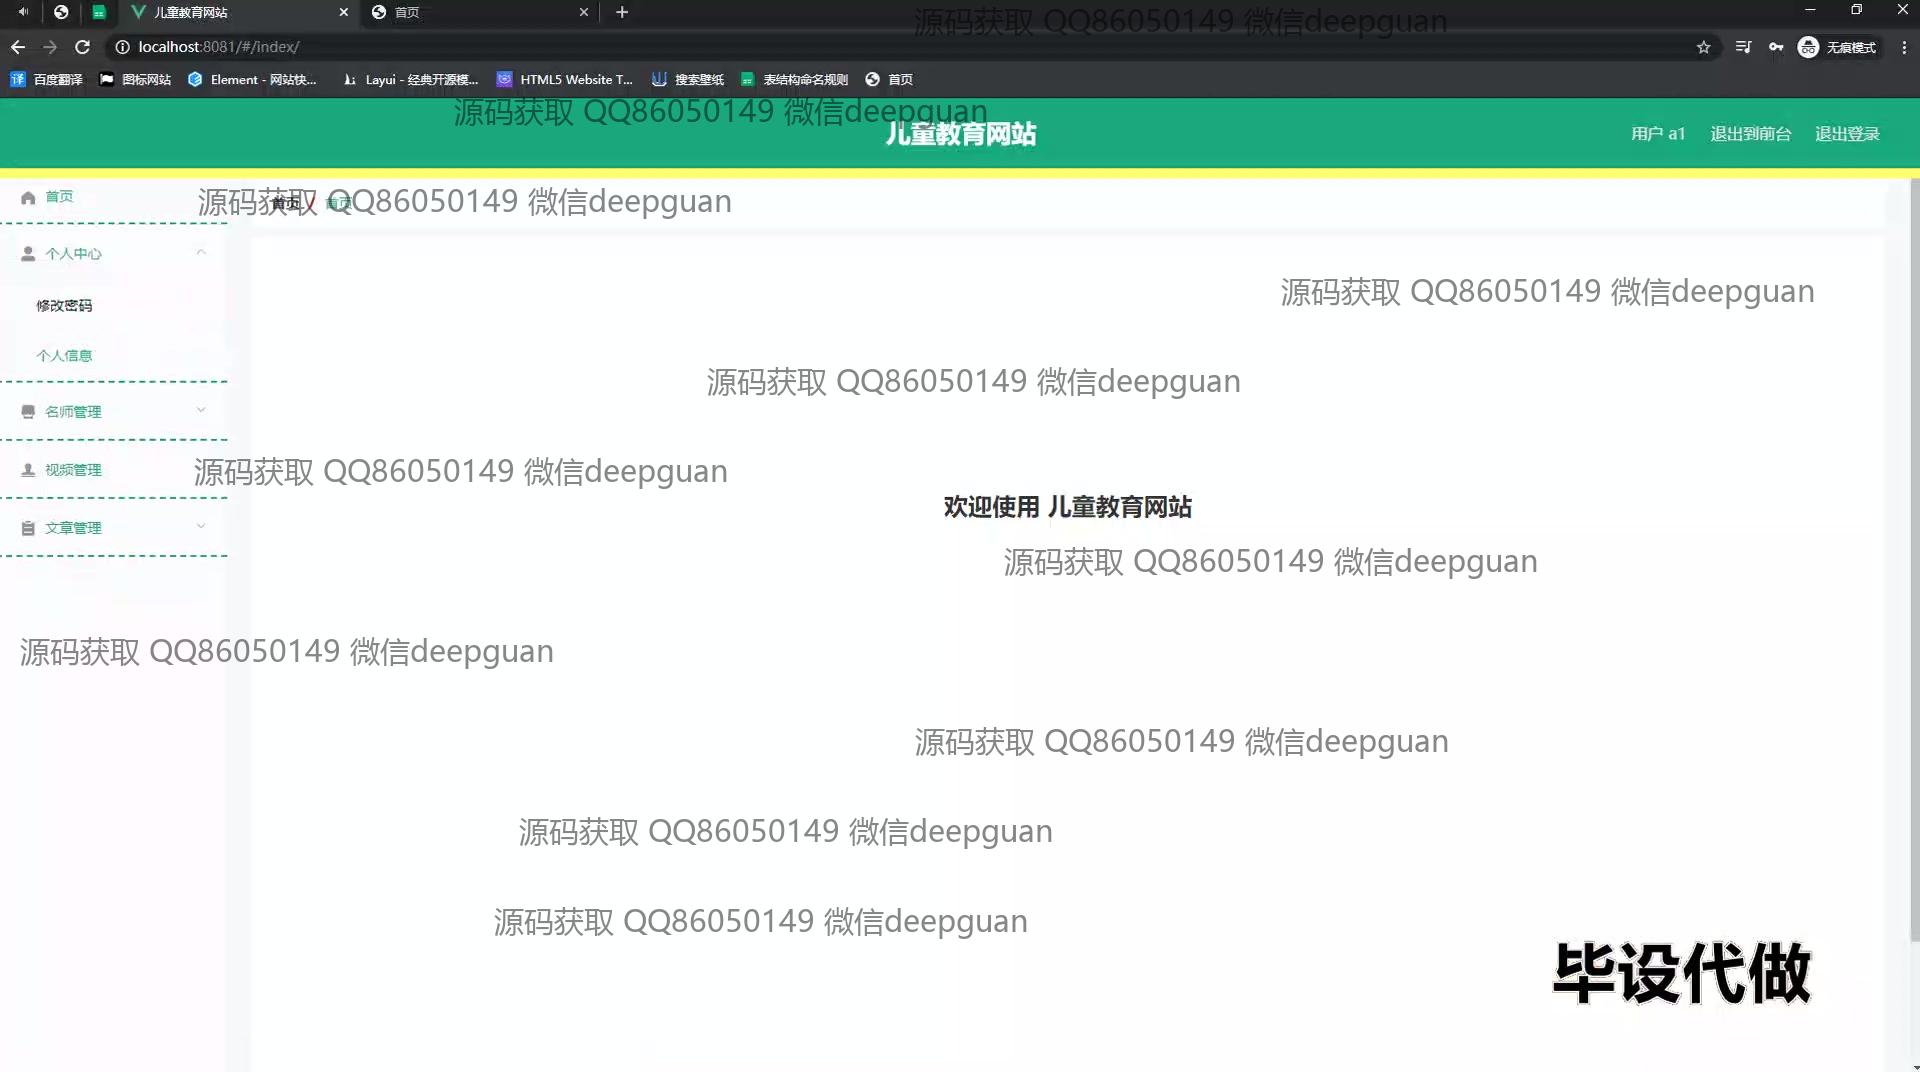 儿童教育网站
首页
源码获取 QQ86050149 微信deepguan
localhost:8081/#/index/
无痕模式
百度翻译
图标网站
Element - 网站快...
Layui - 经典开源模...
HTML5 Website T...
搜索壁纸
表结构命名规则
首页
源码获取 QQ86050149 微信deepguan
儿童教育网站
用户 a1
退出到前台
退出登录
首页
源码获取 QQ86050149 微信deepguan
首页 / 首页
个人中心
源码获取 QQ86050149 微信deepguan
修改密码
个人信息
源码获取 QQ86050149 微信deepguan
名师管理
视频管理
源码获取 QQ86050149 微信deepguan
欢迎使用 儿童教育网站
文章管理
源码获取 QQ86050149 微信deepguan
源码获取 QQ86050149 微信deepguan
源码获取 QQ86050149 微信deepguan
源码获取 QQ86050149 微信deepguan
源码获取 QQ86050149 微信deepguan
毕设代做